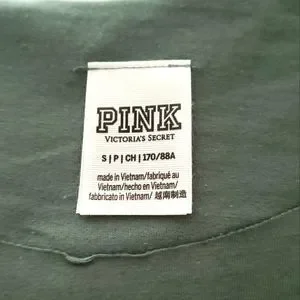 PINK
VICTORIA'S SECRET
S | P | CH | 170/88A
made in Vietnam/fabriqué au
Vietnam/hecho en Vietnam/
fabbricato in Vietnam/ 越南制造